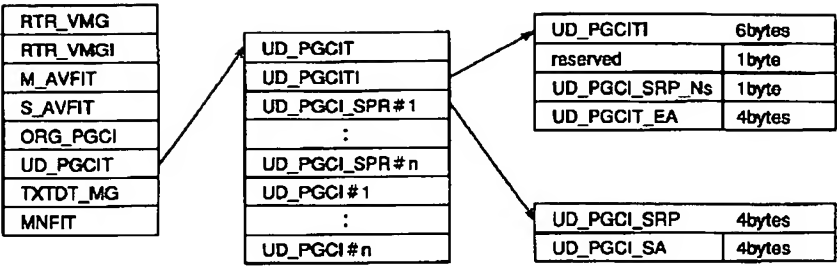 RTR_VMG
RTR_VMGI
M_AVFIT
S_AVFIT
ORG_PGCI
UD_PGCIT
TXTDT_MG
MNFIT
UD_PGCIT
UD_PGCITI
UD_PGCI_SPR#1
:
UD_PGCI_SPR#n
UD_PGCI#1
:
UD_PGCI#n
UD_PGCITI 6bytes
reserved 1byte
UD_PGCI_SRP_Ns 1byte
UD_PGCIT_EA 4bytes
UD_PGCI_SRP 4bytes
UD_PGCI_SA 4bytes